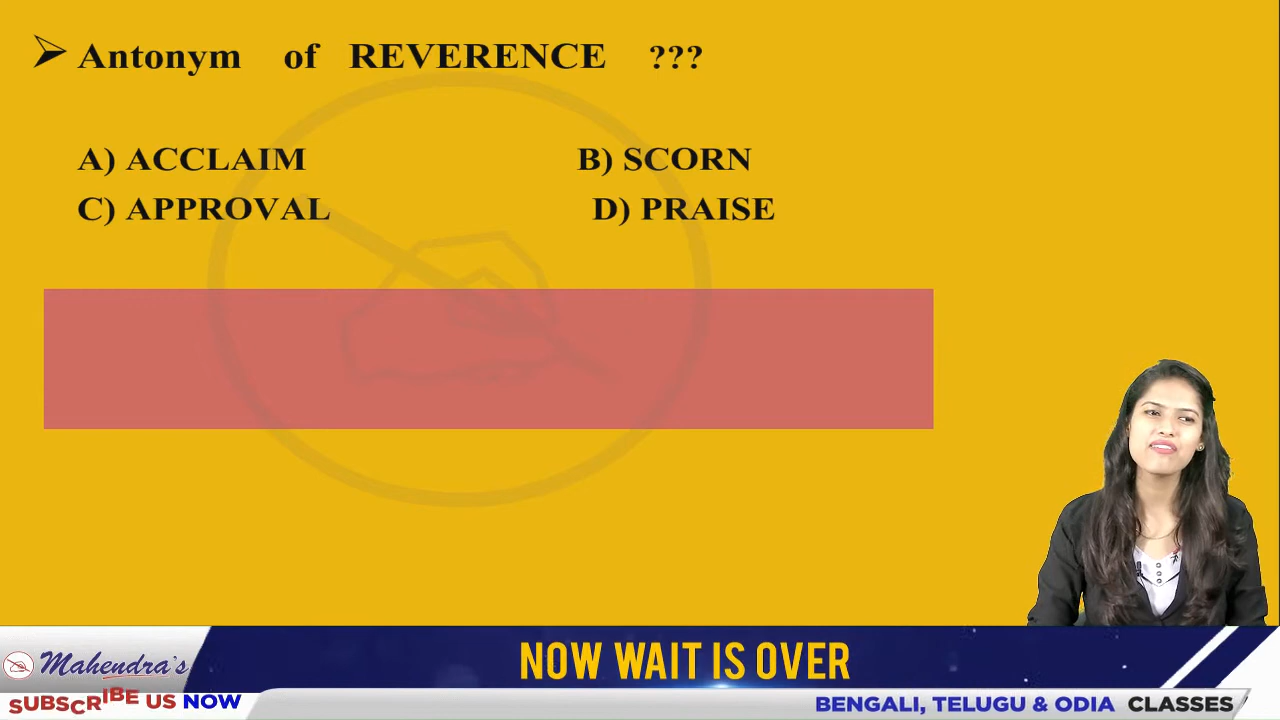 ➢ Antonym of REVERENCE ???
A) ACCLAIM B) SCORN
C) APPROVAL D) PRAISE
Mahendra's
SUBSCRIBE US NOW
NOW WAIT IS OVER
BENGALI, TELUGU & ODIA CLASSES